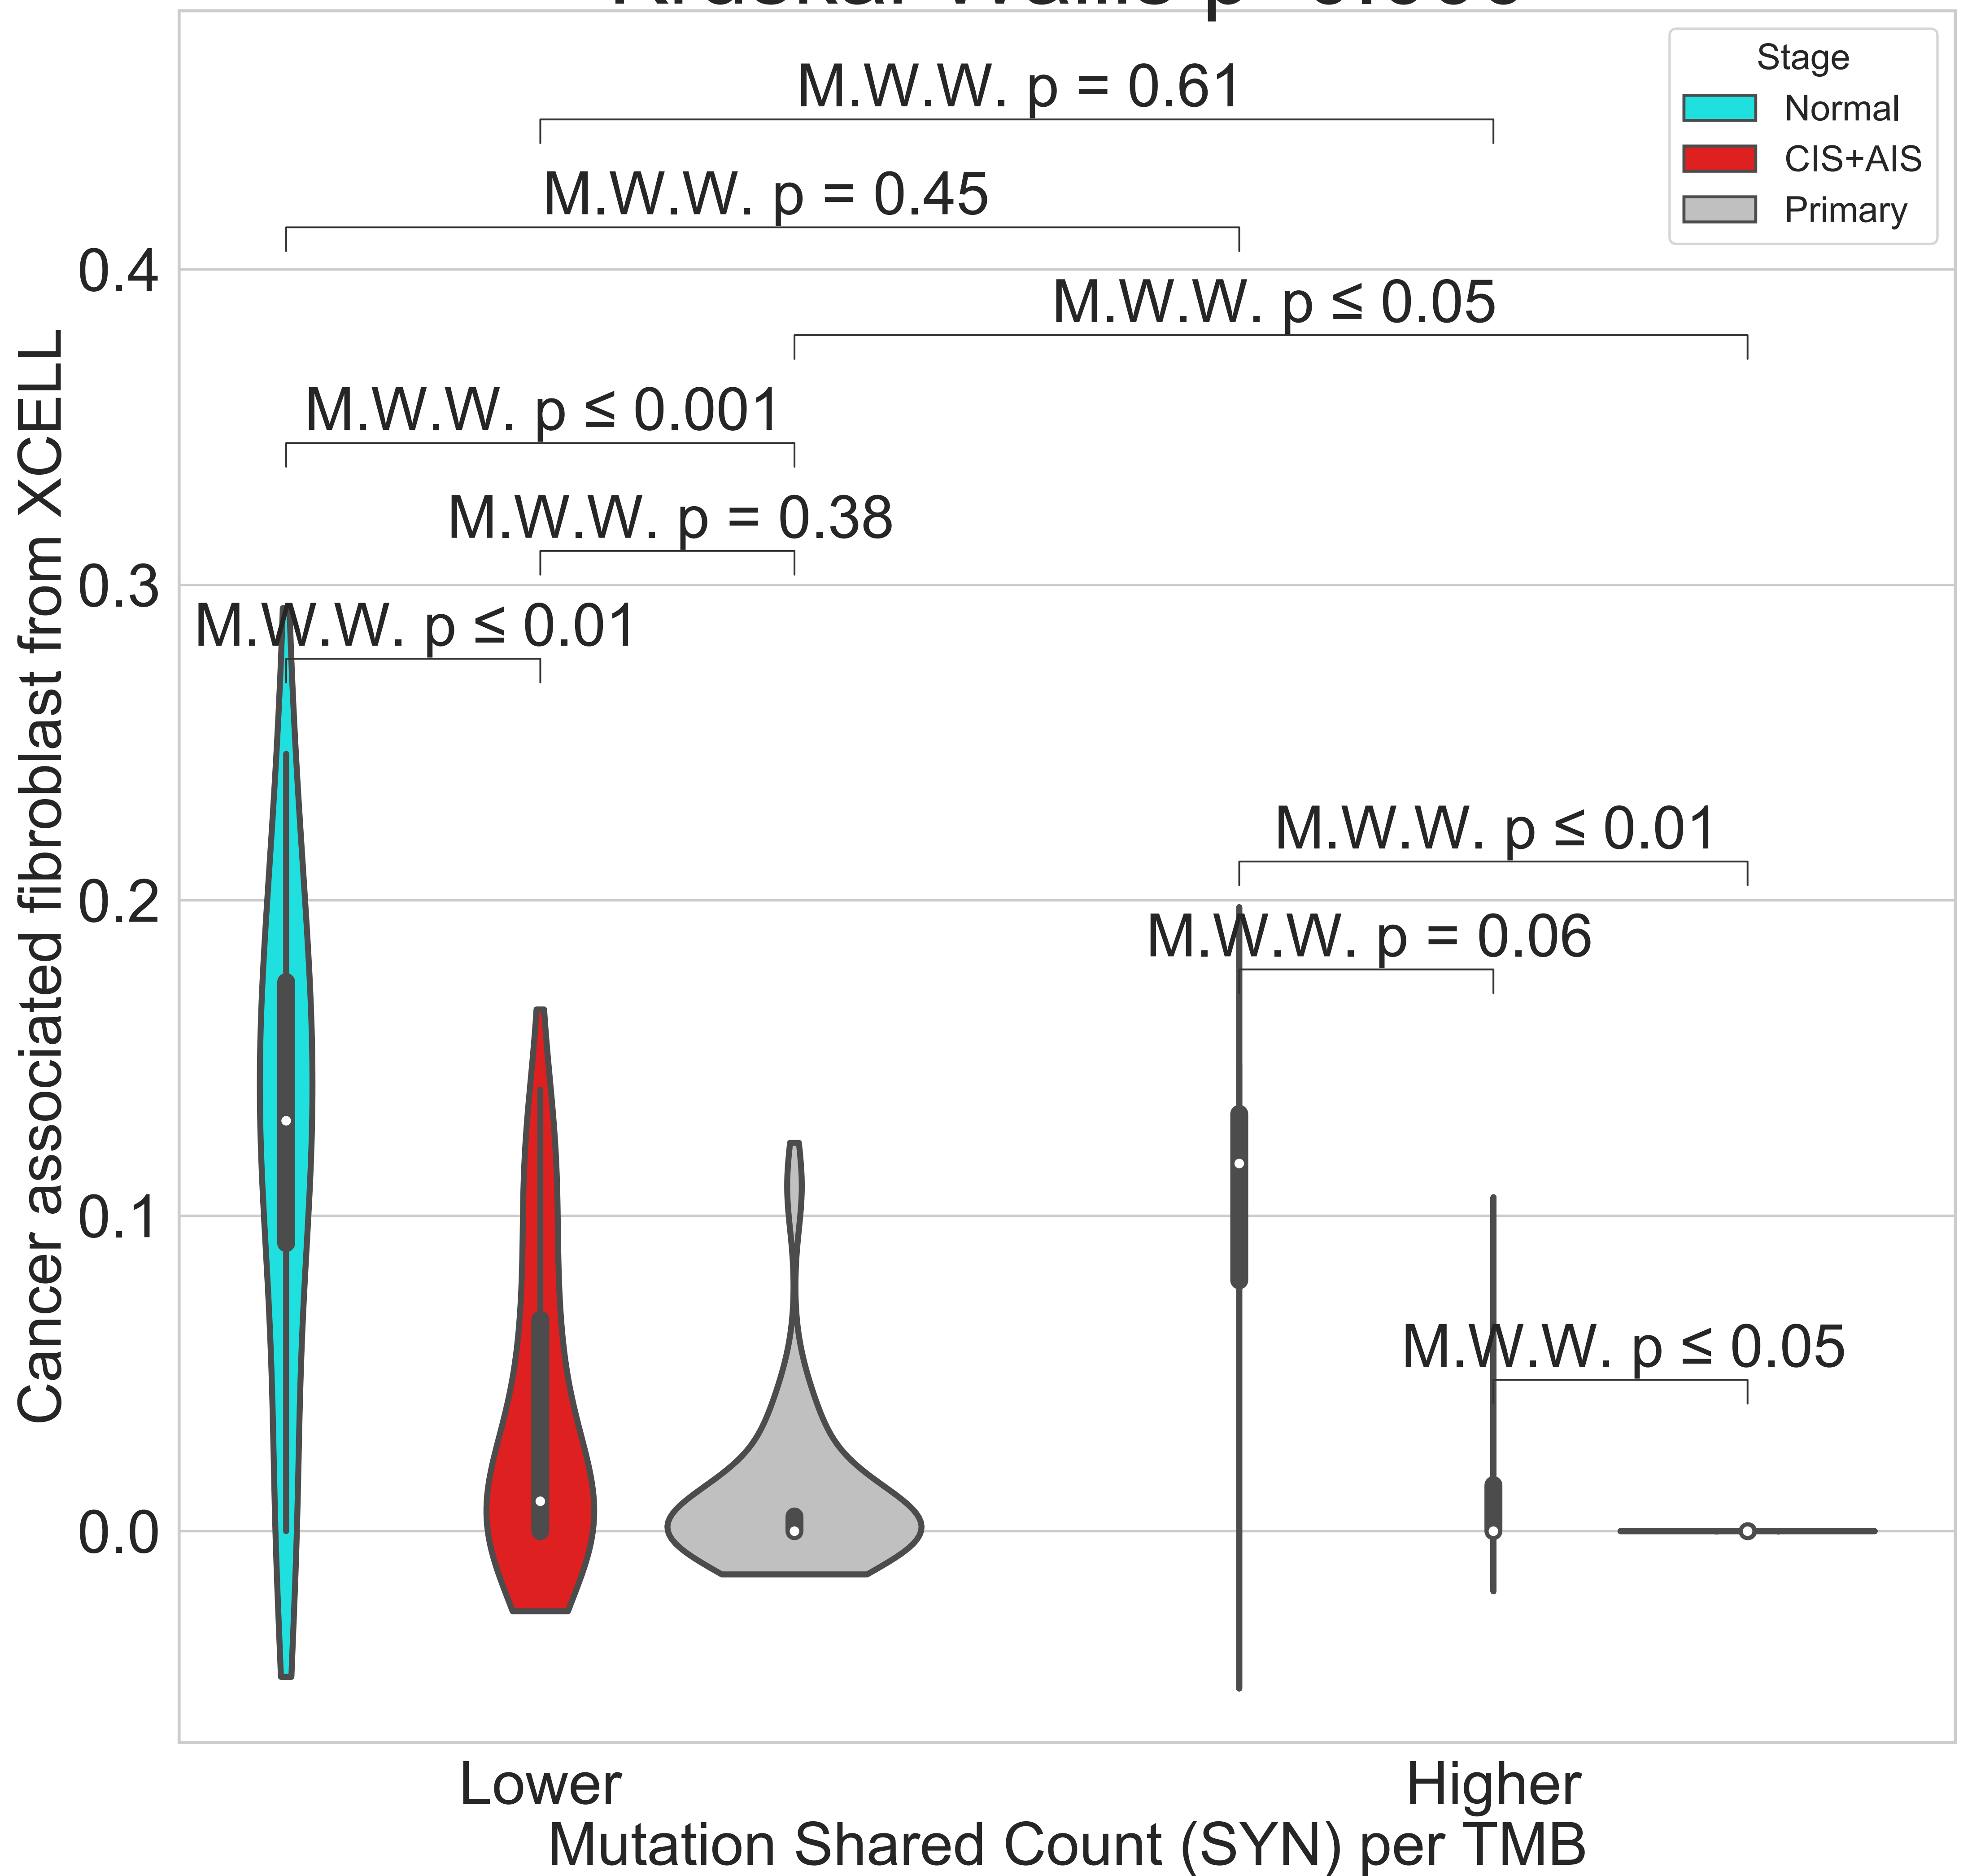 Stage
Normal
CIS+AIS
Primary
M.W.W. p = 0.61
M.W.W. p = 0.45
M.W.W. p ≤ 0.05
M.W.W. p ≤ 0.001
M.W.W. p = 0.38
M.W.W. p ≤ 0.01
M.W.W. p ≤ 0.01
M.W.W. p = 0.06
M.W.W. p ≤ 0.05
0.4
0.3
0.2
0.1
0.0
Cancer associated fibroblast from XCELL
Lower
Higher
Mutation Shared Count (SYN) per TMB